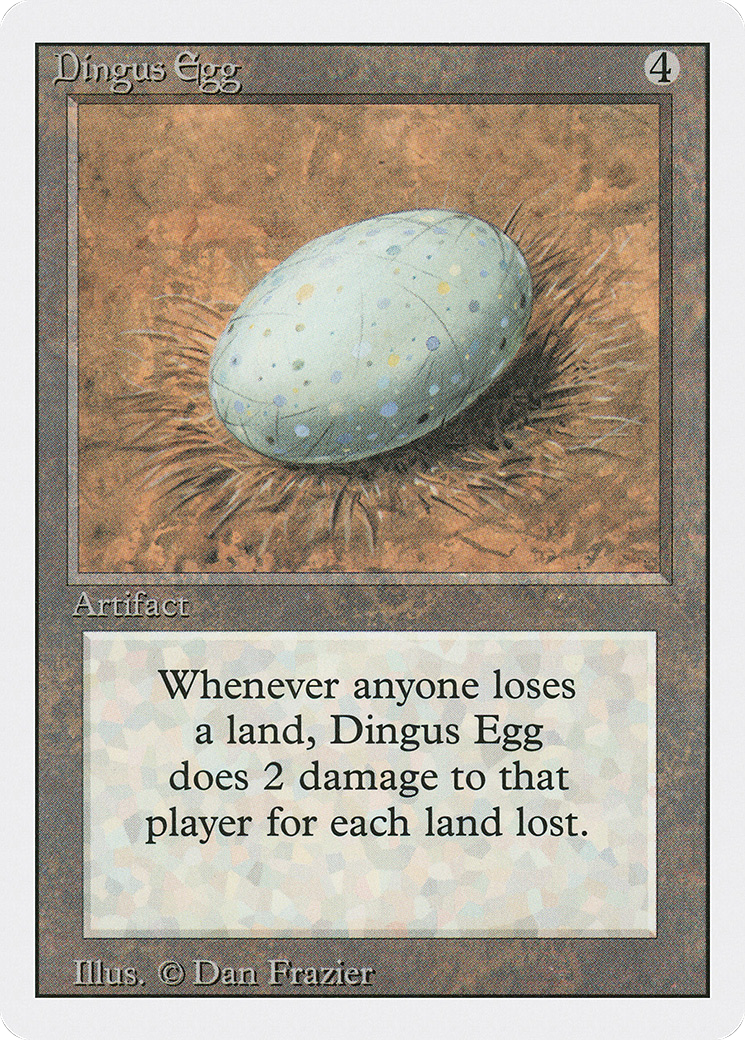 Dingus Egg 4
Artifact
Whenever anyone loses
a land, Dingus Egg
does 2 damage to that
player for each land lost.
Illus. © Dan Frazier